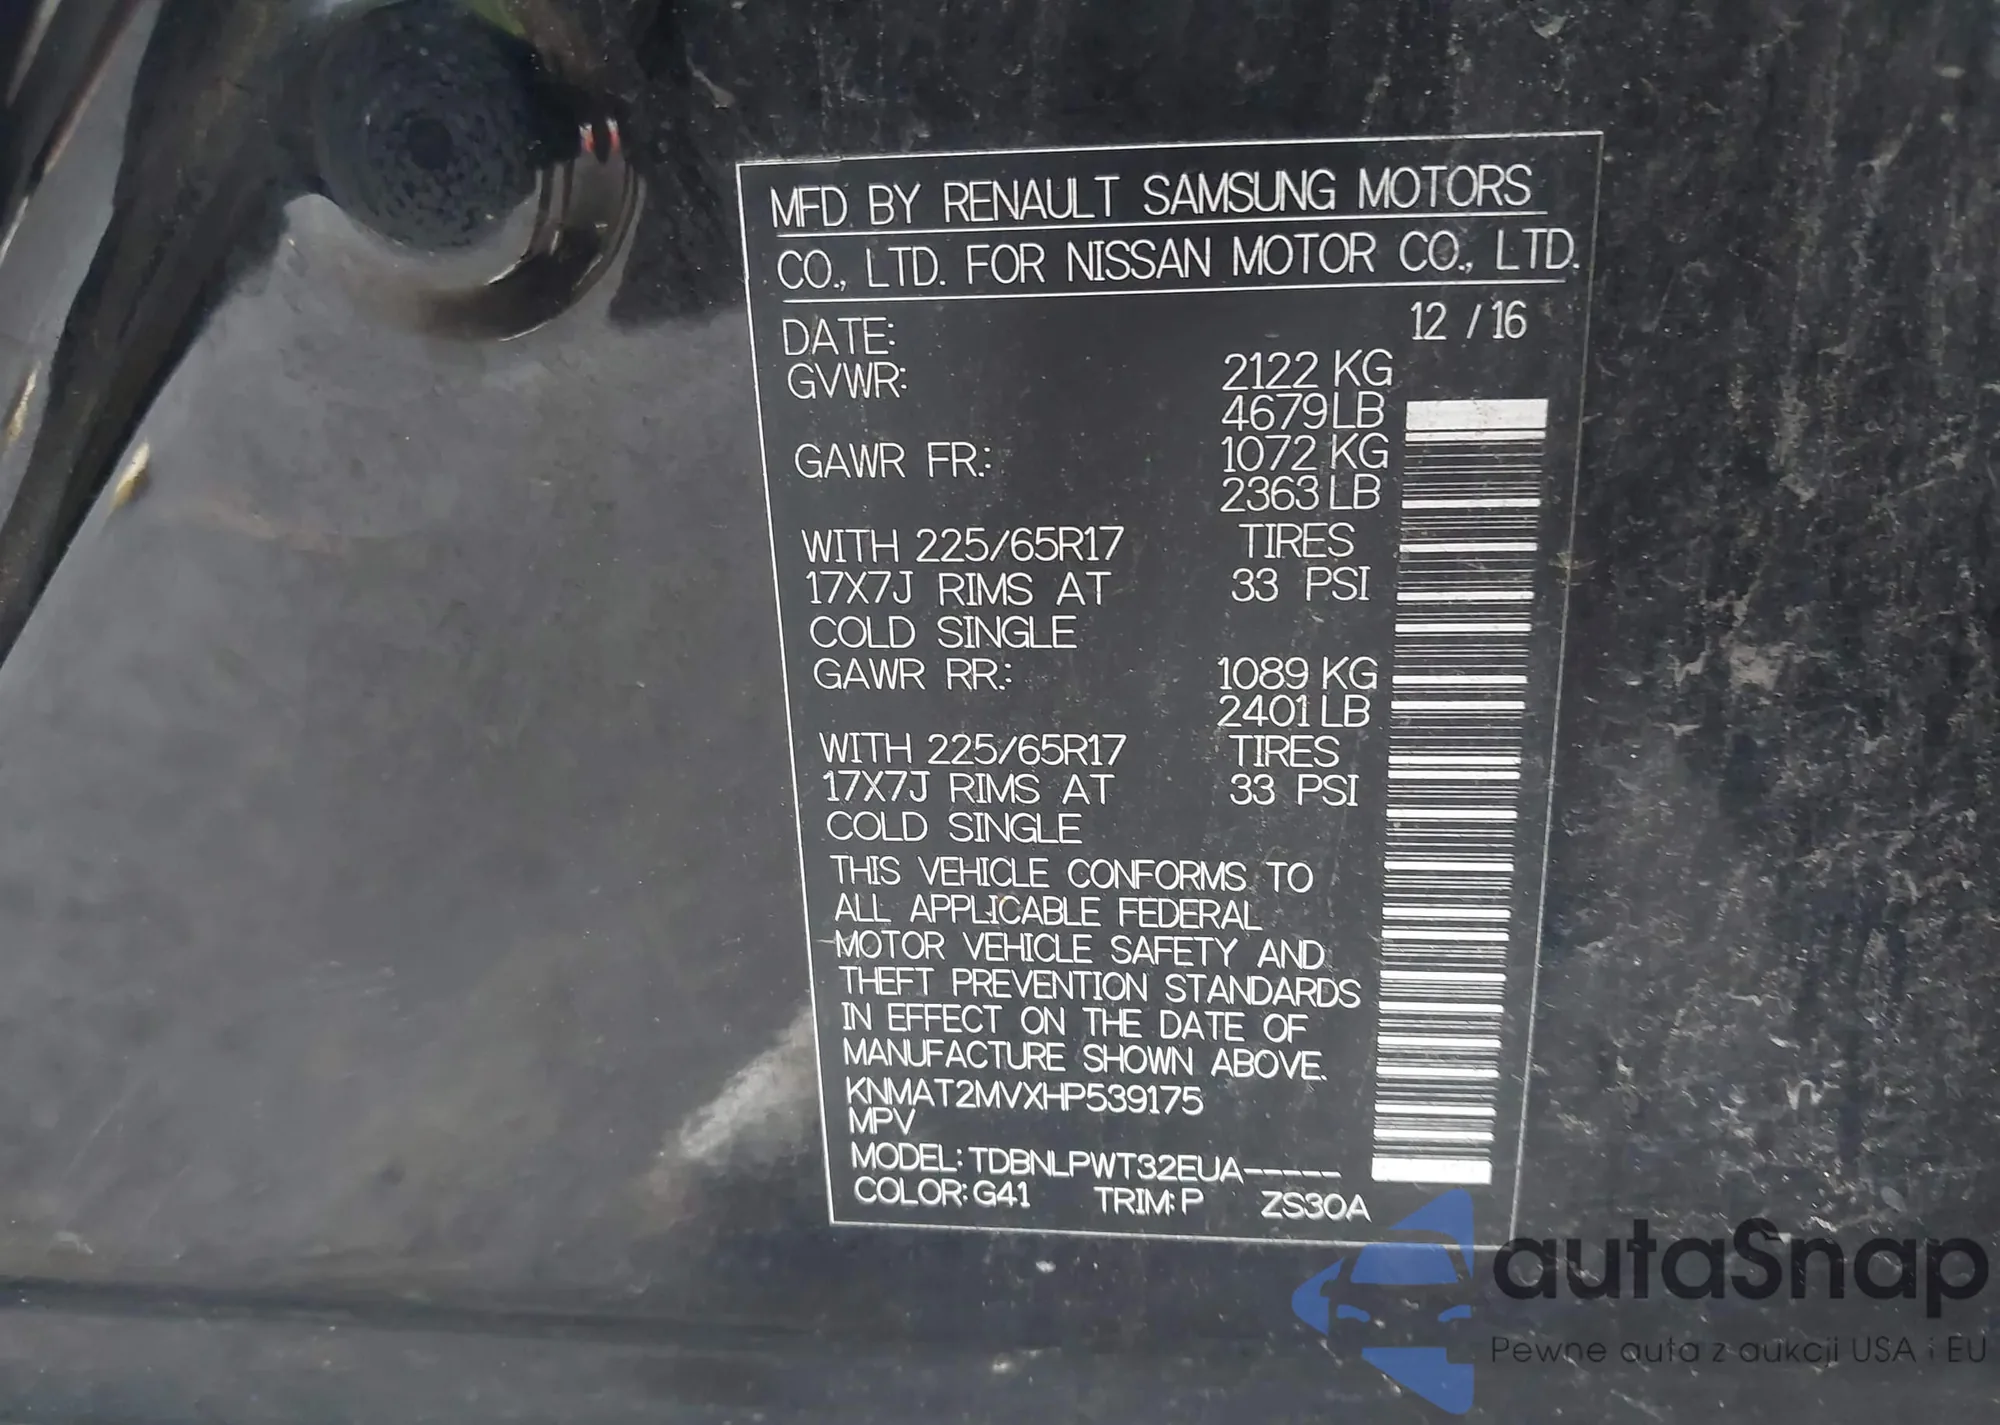 MFD. BY RENAULT SAMSUNG MOTORS
CO., LTD. FOR NISSAN MOTOR CO., LTD.
DATE: 12 / 16
GVWR: 2122 KG
4679 LB
GAWR FR.: 1072 KG
2363 LB
WITH 225/65R17 TIRES
17X7J RIMS AT 33 PSI
COLD SINGLE
GAWR RR.: 1089 KG
2401 LB
WITH 225/65R17 TIRES
17X7J RIMS AT 33 PSI
COLD SINGLE
THIS VEHICLE CONFORMS TO
ALL APPLICABLE FEDERAL
MOTOR VEHICLE SAFETY AND
THEFT PREVENTION STANDARDS
IN EFFECT ON THE DATE OF
MANUFACTURE SHOWN ABOVE.
KNMAT2MVXHP539175
MPV
MODEL: TDBNLPWT32EUA-----
COLOR: G41 TRIM: P ZS30A
autaSnap
Pewne auta z aukcji USA i EU